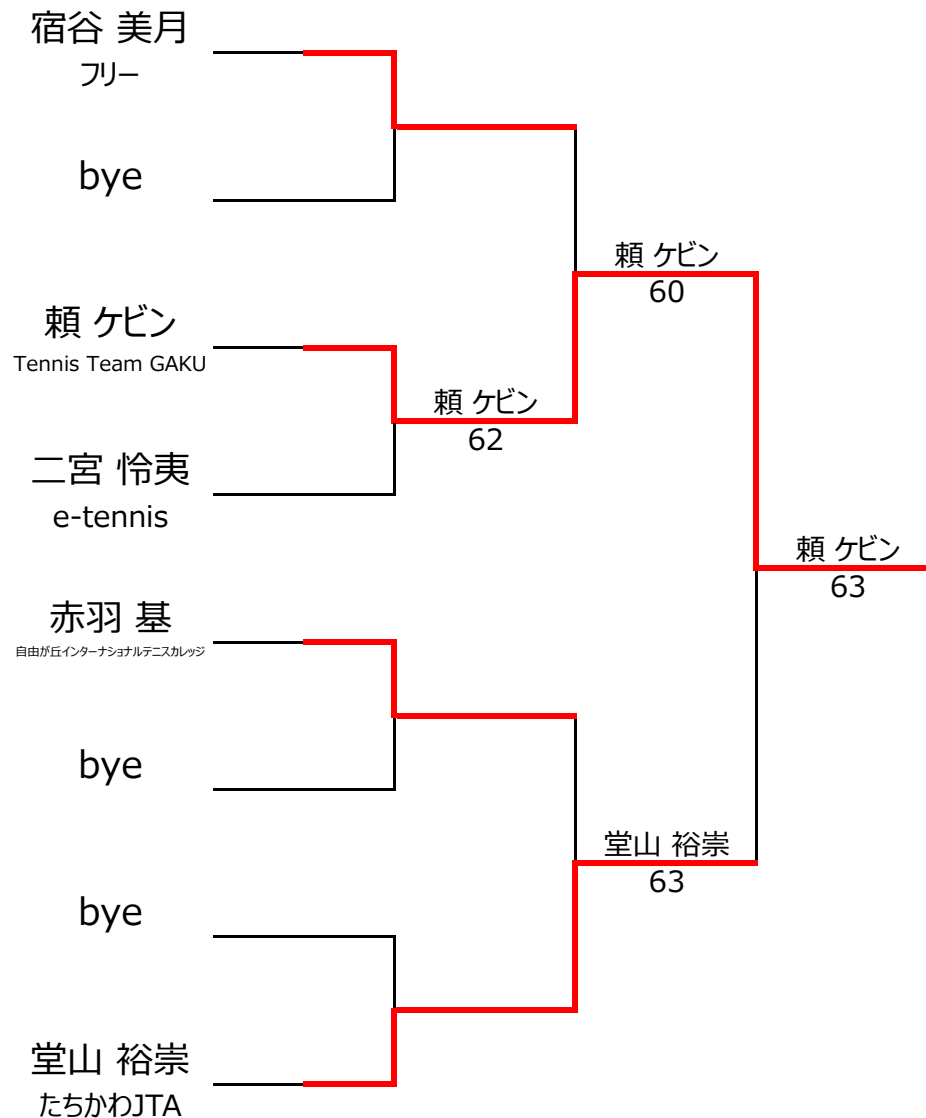 宿谷 美月
フリー
bye
頼 ケビン
60
頼 ケビン
Tennis Team GAKU
頼 ケビン
62
二宮 怜夷
e-tennis
頼 ケビン
63
赤羽 基
自由が丘インターナショナルテニスカレッジ
bye
堂山 裕崇
63
bye
堂山 裕崇
たちかわJTA